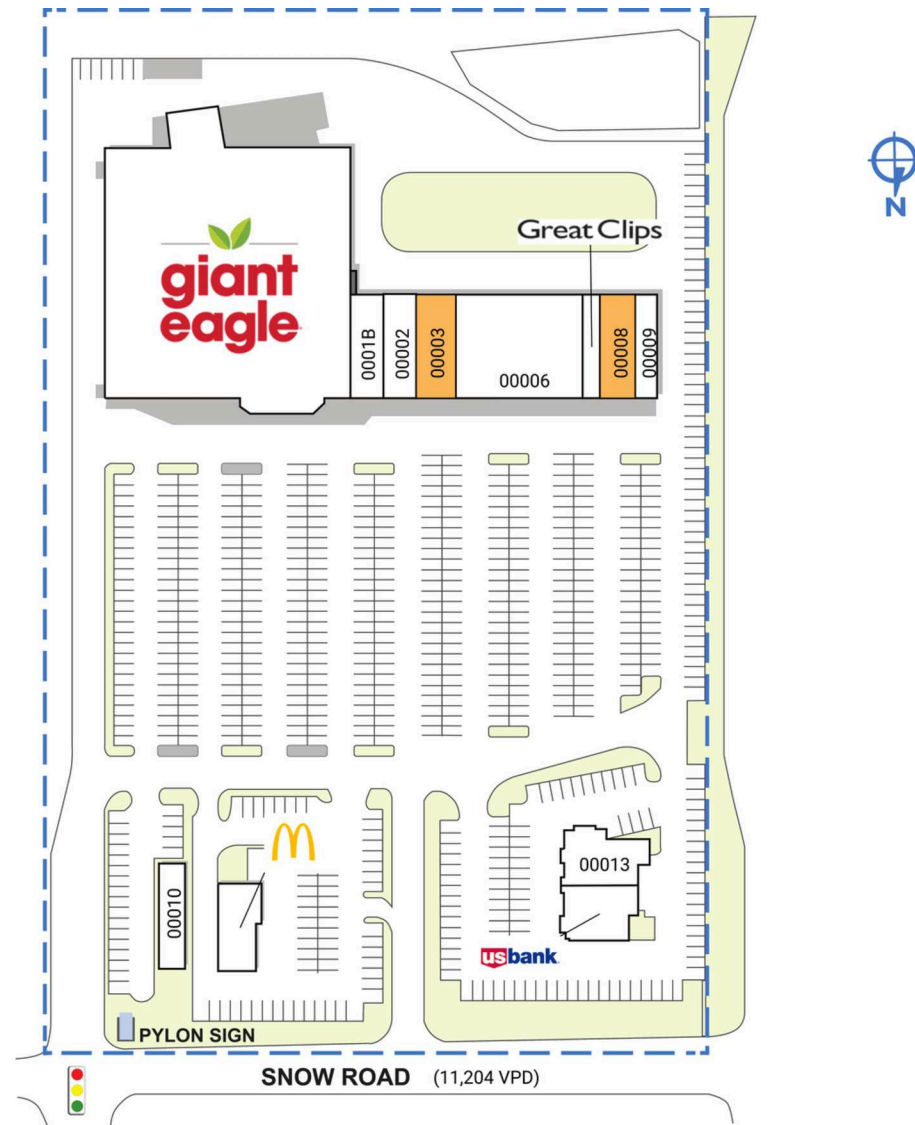 N
Great Clips
giant
eagle
0001B
00002
00003
00006
00008
00009
00010
00013
usbank
PYLON SIGN
SNOW ROAD (11,204 VPD)